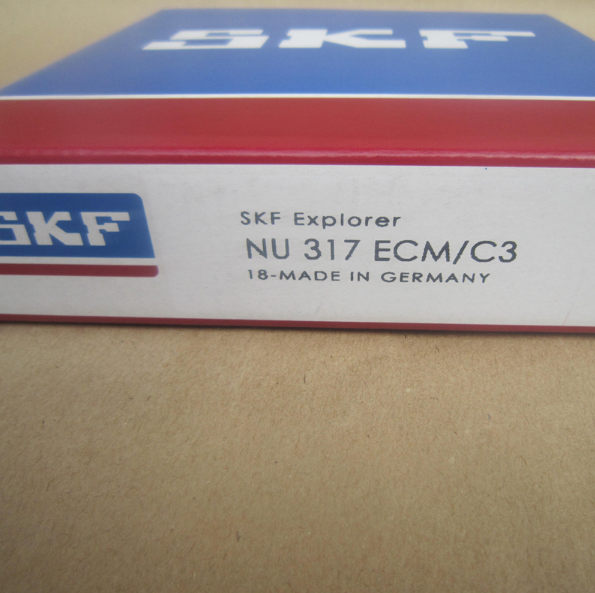 SKF
SKF
SKF Explorer
NU 317 ECM/C3
18-MADE IN GERMANY